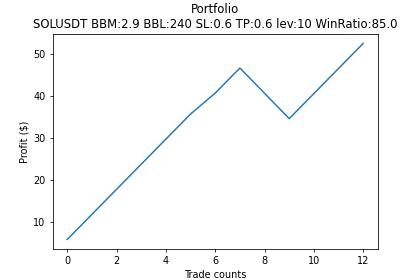 Portfolio
SOLUSDT BBM:2.9 BBL:240 SL:0.6 TP:0.6 lev:10 WinRatio:85.0
Profit ($)
50
40
30
20
10
0 2 4 6 8 10 12
Trade counts